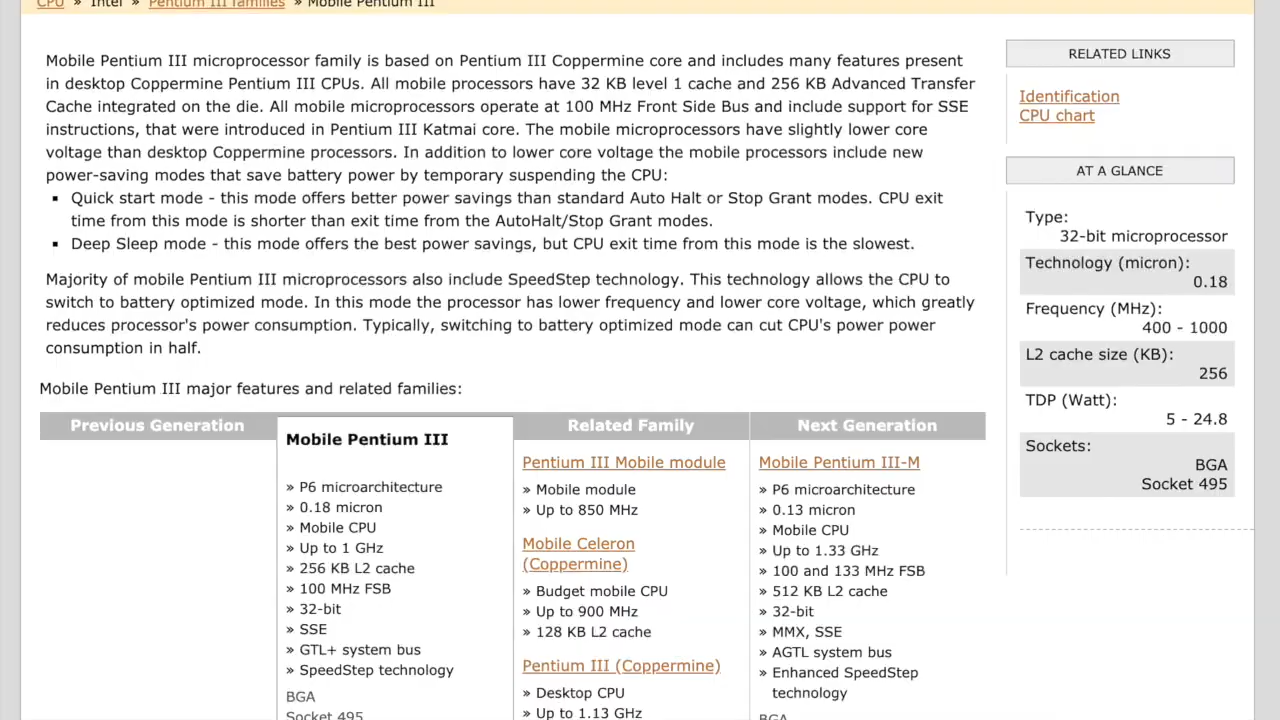 CPU » Intel » Pentium III families » Mobile Pentium III
Mobile Pentium III microprocessor family is based on Pentium III Coppermine core and includes many features present
in desktop Coppermine Pentium III CPUs. All mobile processors have 32 KB level 1 cache and 256 KB Advanced Transfer
Cache integrated on the die. All mobile microprocessors operate at 100 MHz Front Side Bus and include support for SSE
instructions, that were introduced in Pentium III Katmai core. The mobile microprocessors have slightly lower core
voltage than desktop Coppermine processors. In addition to lower core voltage the mobile processors include new
power-saving modes that save battery power by temporary suspending the CPU:
▪ Quick start mode - this mode offers better power savings than standard Auto Halt or Stop Grant modes. CPU exit
time from this mode is shorter than exit time from the AutoHalt/Stop Grant modes.
▪ Deep Sleep mode - this mode offers the best power savings, but CPU exit time from this mode is the slowest.
Majority of mobile Pentium III microprocessors also include SpeedStep technology. This technology allows the CPU to
switch to battery optimized mode. In this mode the processor has lower frequency and lower core voltage, which greatly
reduces processor's power consumption. Typically, switching to battery optimized mode can cut CPU's power power
consumption in half.
Mobile Pentium III major features and related families:
Previous Generation
Mobile Pentium III
» P6 microarchitecture
» 0.18 micron
» Mobile CPU
» Up to 1 GHz
» 256 KB L2 cache
» 100 MHz FSB
» 32-bit
» SSE
» GTL+ system bus
» SpeedStep technology
BGA
Socket 495
Related Family
Pentium III Mobile module
» Mobile module
» Up to 850 MHz
Mobile Celeron
(Coppermine)
» Budget mobile CPU
» Up to 900 MHz
» 128 KB L2 cache
Pentium III (Coppermine)
» Desktop CPU
» Up to 1.13 GHz
Next Generation
Mobile Pentium III-M
» P6 microarchitecture
» 0.13 micron
» Mobile CPU
» Up to 1.33 GHz
» 100 and 133 MHz FSB
» 512 KB L2 cache
» 32-bit
» MMX, SSE
» AGTL system bus
» Enhanced SpeedStep
technology
BGA
RELATED LINKS
Identification
CPU chart
AT A GLANCE
Type:
32-bit microprocessor
Technology (micron):
0.18
Frequency (MHz):
400 - 1000
L2 cache size (KB):
256
TDP (Watt):
5 - 24.8
Sockets:
BGA
Socket 495